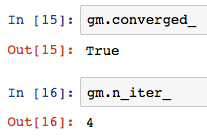 In [15]: gm.converged_
Out[15]: True
In [16]: gm.n_iter_
Out[16]: 4